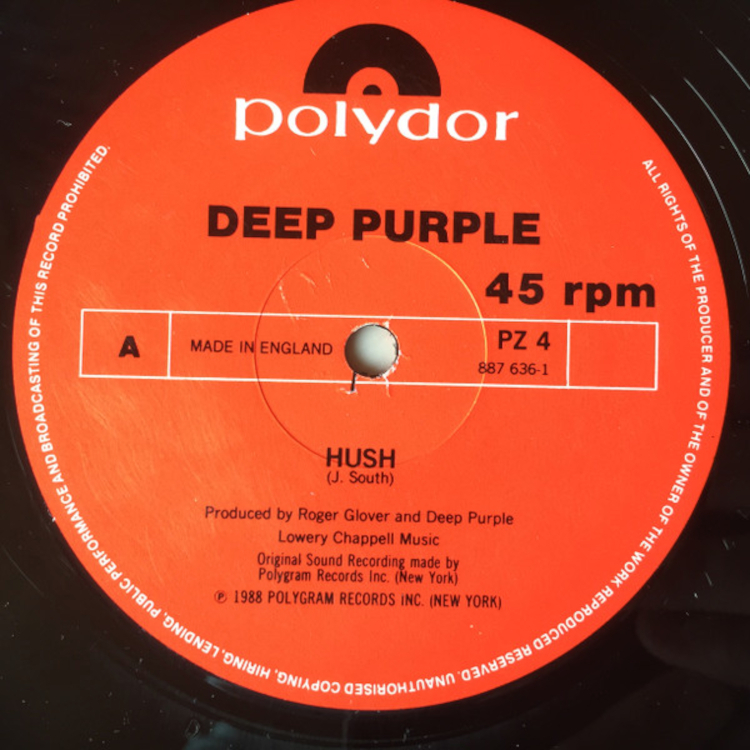 polydor
DEEP PURPLE
45 rpm
A
MADE IN ENGLAND
PZ 4
887 636-1
HUSH
(J. South)
Produced by Roger Glover and Deep Purple
Lowery Chappell Music
Original Sound Recording made by
Polygram Records Inc. (New York)
℗ 1988 POLYGRAM RECORDS INC. (NEW YORK)
ALL RIGHTS OF THE PRODUCER AND OF THE OWNER OF THE WORK REPRODUCED RESERVED. UNAUTHORISED COPYING, HIRING, LENDING, PUBLIC PERFORMANCE AND BROADCASTING OF THIS RECORD PROHIBITED.